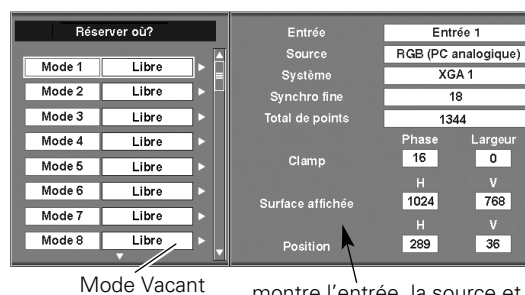 Réserver où?
Mode 1 Libre
Mode 2 Libre
Mode 3 Libre
Mode 4 Libre
Mode 5 Libre
Mode 6 Libre
Mode 7 Libre
Mode 8 Libre
Entrée Entrée 1
Source RGB (PC analogique)
Système XGA 1
Synchro fine 18
Total de points 1344
Phase Largeur
Clamp 16 0
H V
Surface affichée 1024 768
H V
Position 289 36
Mode Vacant
montre l'entrée, la source et